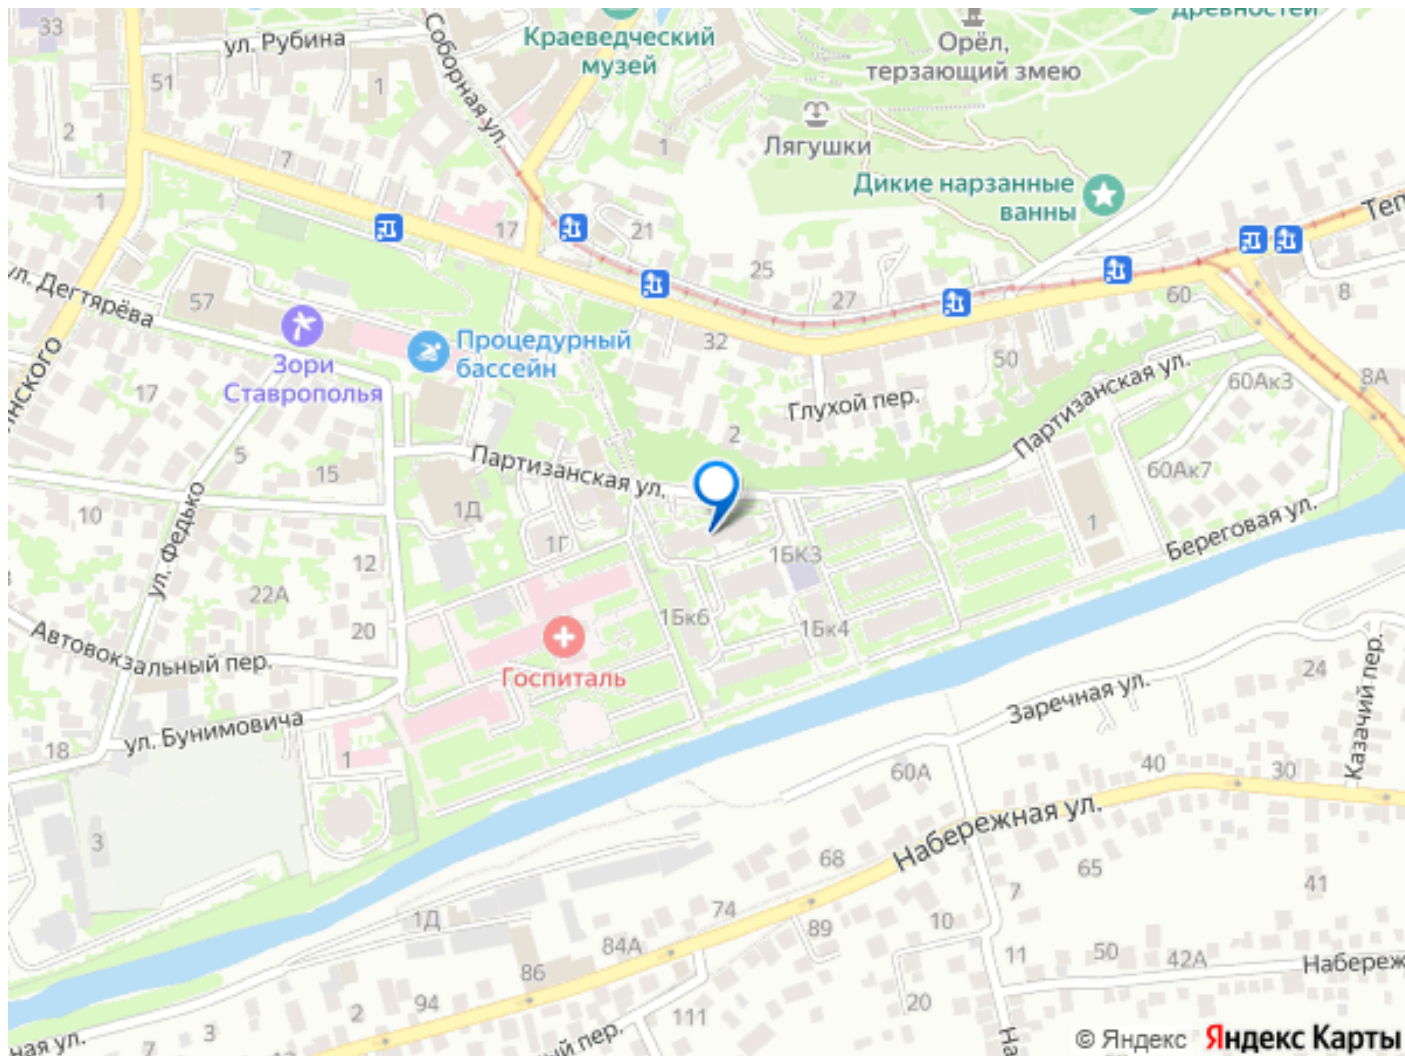 33
ул. Рубина
Соборная ул.
Краеведческий
музей
древностей
Орёл,
терзающий змею
51
1
2
7
1
Лягушки
Дикие нарзанные
ванны
1
17
21
25
27
60
8
ул. Дегтярёва
57
Зори
Ставрополья
Процедурный
бассейн
32
50
Глухой пер.
Партизанская ул.
60Ак3
8А
17
5
15
2
Партизанская ул.
60Ак7
10
ул. Федько
1Д
1Г
1БК3
1
Береговая ул.
12
22А
20
1Бк6
1Бк4
Автовокзальный пер.
Госпиталь
ул. Бунимовича
18
1
3
Заречная ул.
24
Казачий пер.
60А
40
30
Набережная ул.
68
65
41
7
1Д
74
89
10
84А
11
50
42А
86
94
2
3
7
20
111
© Яндекс Яндекс Карты